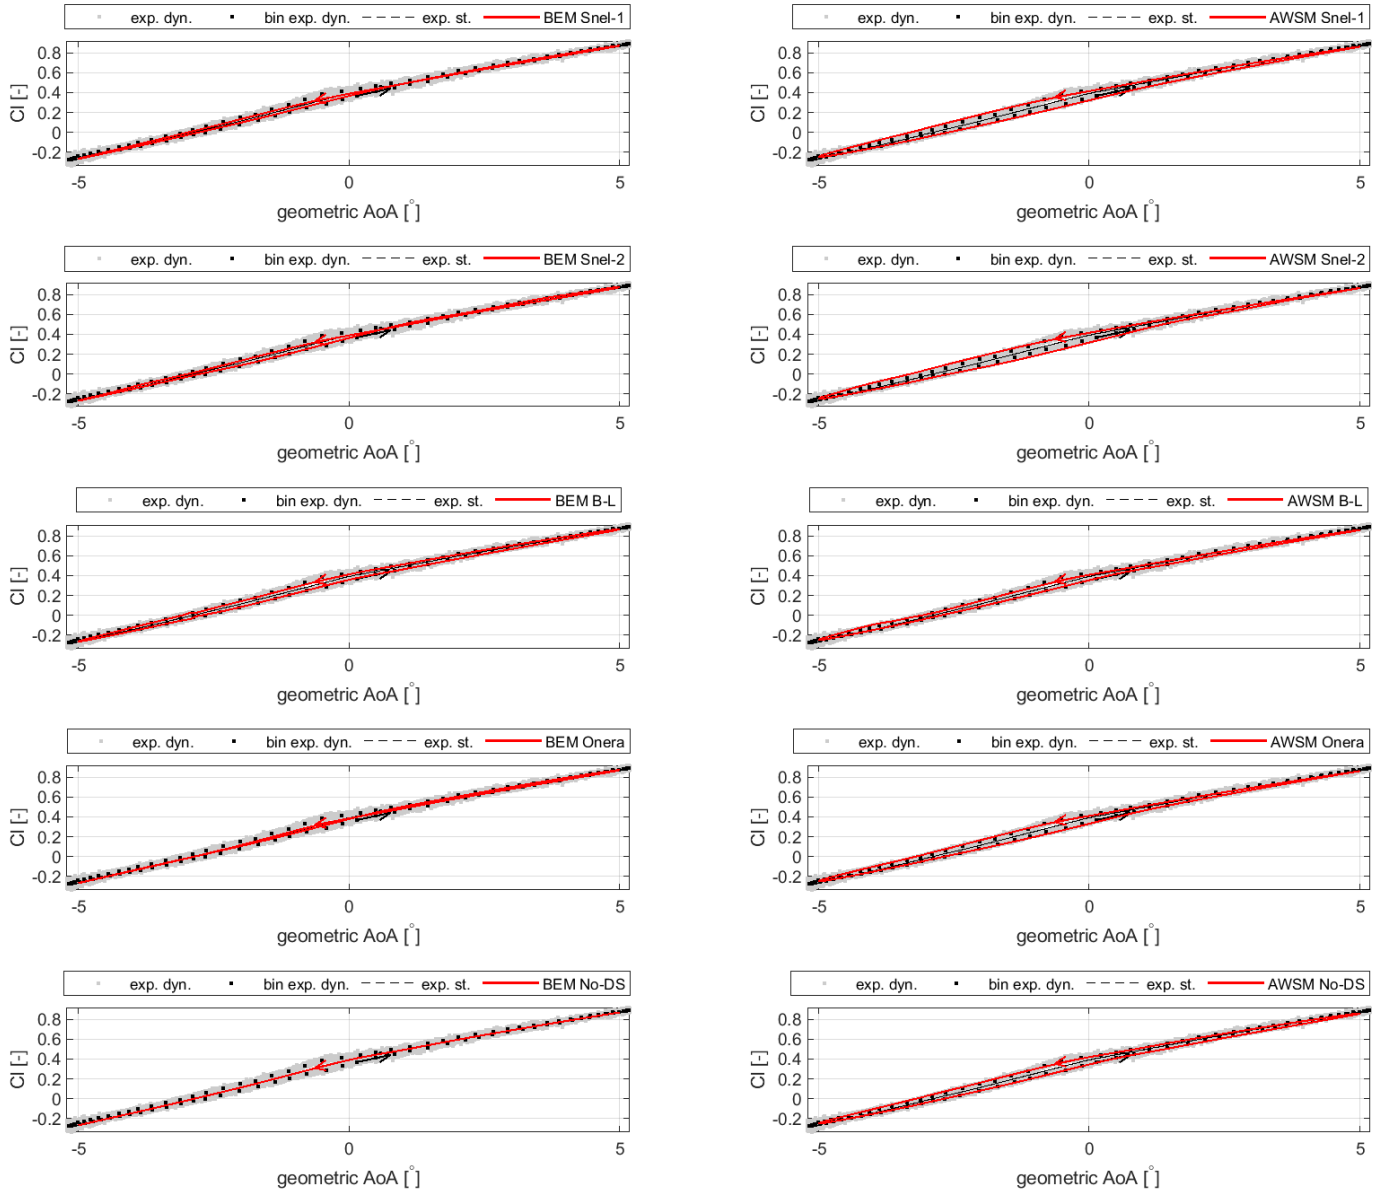 exp. dyn. bin exp. dyn. exp. st. BEM Snel-1
0.8
0.6
0.4
0.2
0
-0.2
Cl [-]
-5 0 5
geometric AoA [°]
exp. dyn. bin exp. dyn. exp. st. AWSM Snel-1
0.8
0.6
0.4
0.2
0
-0.2
Cl [-]
-5 0 5
geometric AoA [°]
exp. dyn. bin exp. dyn. exp. st. BEM Snel-2
0.8
0.6
0.4
0.2
0
-0.2
Cl [-]
-5 0 5
geometric AoA [°]
exp. dyn. bin exp. dyn. exp. st. AWSM Snel-2
0.8
0.6
0.4
0.2
0
-0.2
Cl [-]
-5 0 5
geometric AoA [°]
exp. dyn. bin exp. dyn. exp. st. BEM B-L
0.8
0.6
0.4
0.2
0
-0.2
Cl [-]
-5 0 5
geometric AoA [°]
exp. dyn. bin exp. dyn. exp. st. AWSM B-L
0.8
0.6
0.4
0.2
0
-0.2
Cl [-]
-5 0 5
geometric AoA [°]
exp. dyn. bin exp. dyn. exp. st. BEM Onera
0.8
0.6
0.4
0.2
0
-0.2
Cl [-]
-5 0 5
geometric AoA [°]
exp. dyn. bin exp. dyn. exp. st. AWSM Onera
0.8
0.6
0.4
0.2
0
-0.2
Cl [-]
-5 0 5
geometric AoA [°]
exp. dyn. bin exp. dyn. exp. st. BEM No-DS
0.8
0.6
0.4
0.2
0
-0.2
Cl [-]
-5 0 5
geometric AoA [°]
exp. dyn. bin exp. dyn. exp. st. AWSM No-DS
0.8
0.6
0.4
0.2
0
-0.2
Cl [-]
-5 0 5
geometric AoA [°]